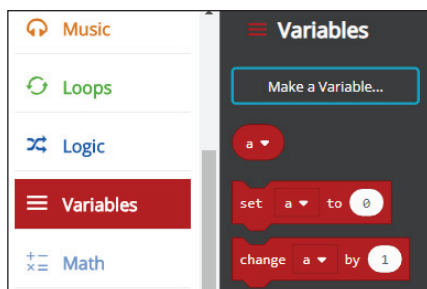 Music
Loops
Logic
Variables
Math
Variables
Make a Variable...
a
set a to 0
change a by 1